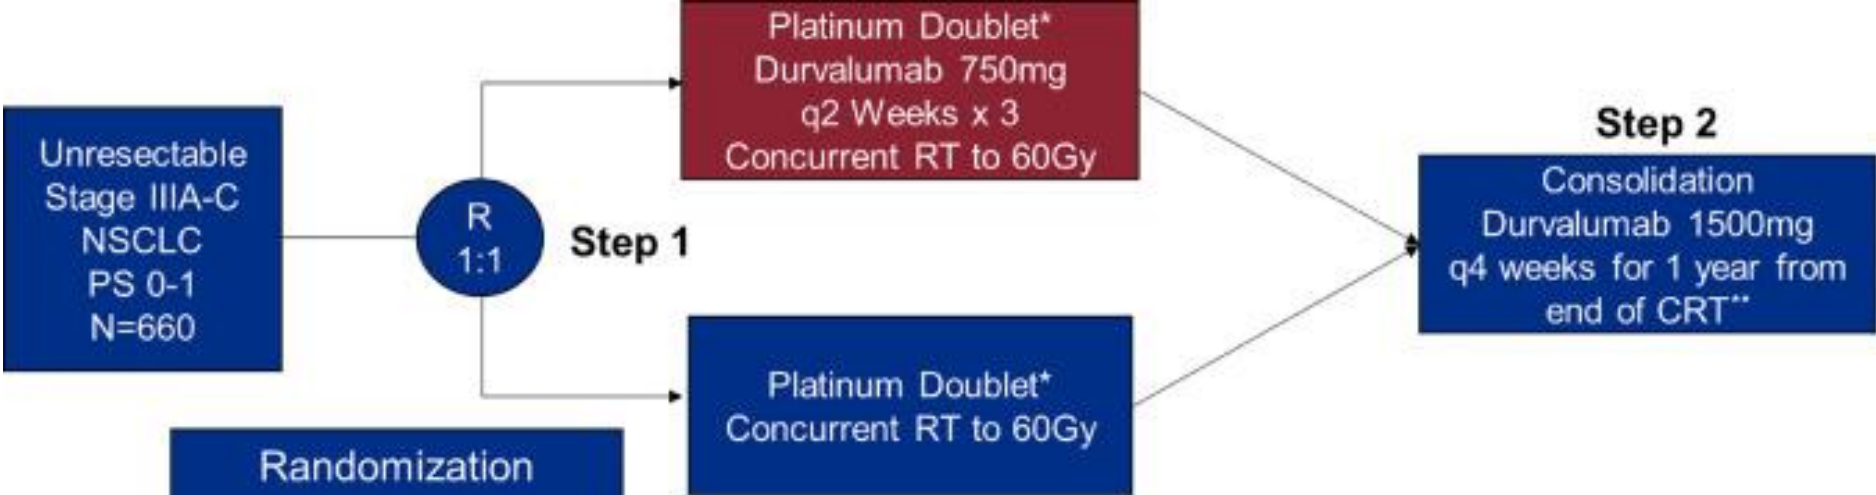 Unresectable
Stage IIIA-C
NSCLC
PS 0-1
N=660
R
1:1
Step 1
Platinum Doublet*
Durvalumab 750mg
q2 Weeks x 3
Concurrent RT to 60Gy
Platinum Doublet*
Concurrent RT to 60Gy
Step 2
Consolidation
Durvalumab 1500mg
q4 weeks for 1 year from
end of CRT**
Randomization